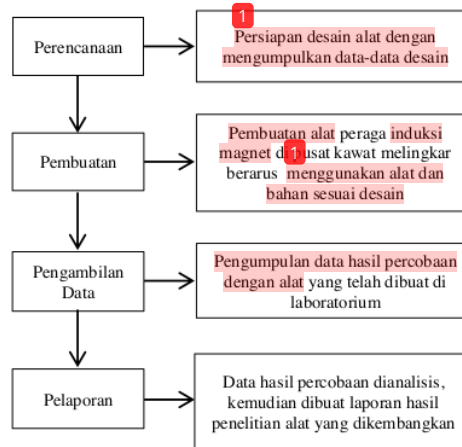 1
Perencanaan
Persiapan desain alat dengan
mengumpulkan data-data desain
Pembuatan
Pembuatan alat peraga induksi
magnet di pusat kawat melingkar
1
berarus menggunakan alat dan
bahan sesuai desain
Pengambilan
Data
Pengumpulan data hasil percobaan
dengan alat yang telah dibuat di
laboratorium
Pelaporan
Data hasil percobaan dianalisis,
kemudian dibuat laporan hasil
penelitian alat yang dikembangkan